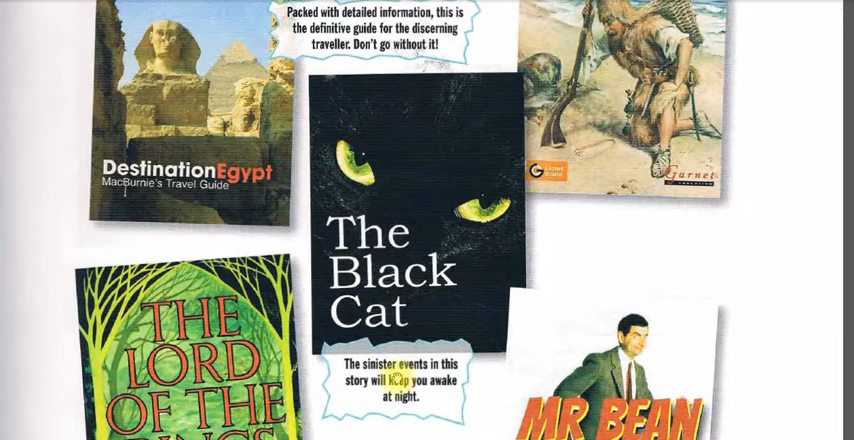 Packed with detailed information, this is
the definitive guide for the discerning
traveller. Don't go without it!
DestinationEgypt
MacBurnie's Travel Guide
Garnet
EDUCATION
The
Black
Cat
The sinister events in this
story will keep you awake
at night.
THE
LORD
OF THE
RINGS
MR BEAN